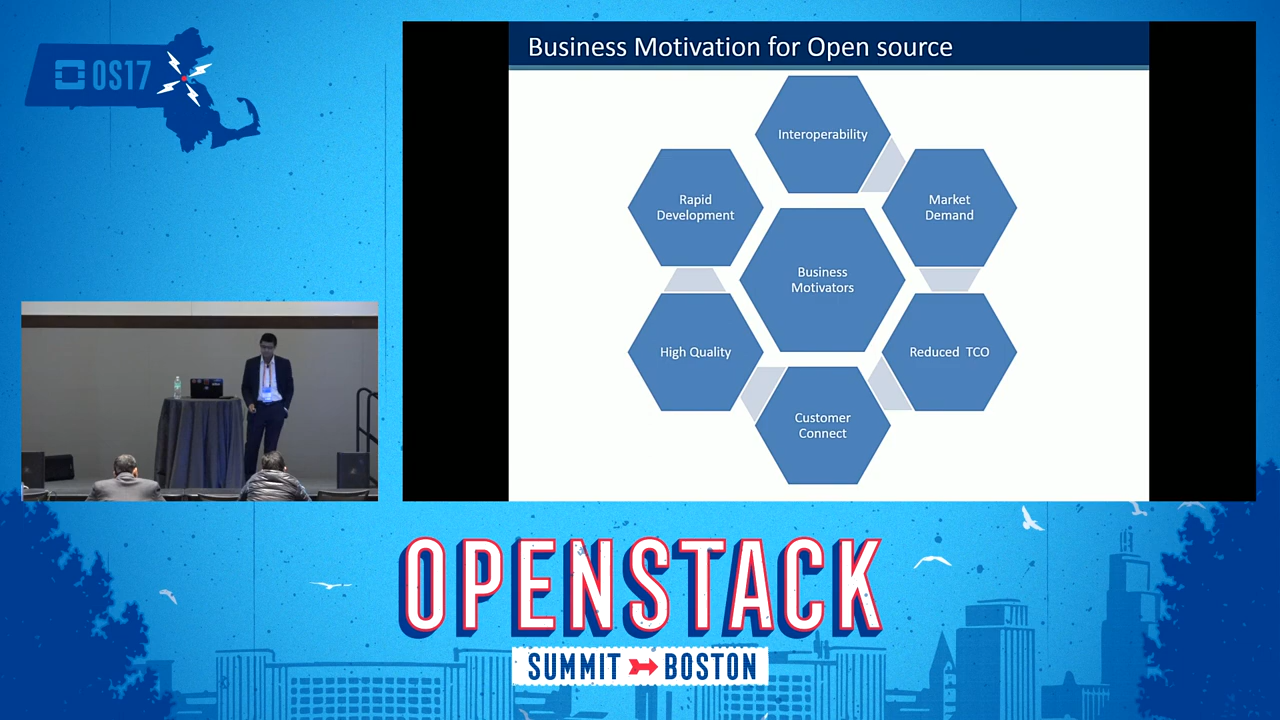 OS17
Business Motivation for Open source
Interoperability
Rapid
Development
Market
Demand
Business
Motivators
High Quality
Reduced TCO
Customer
Connect
OPENSTACK
SUMMIT BOSTON